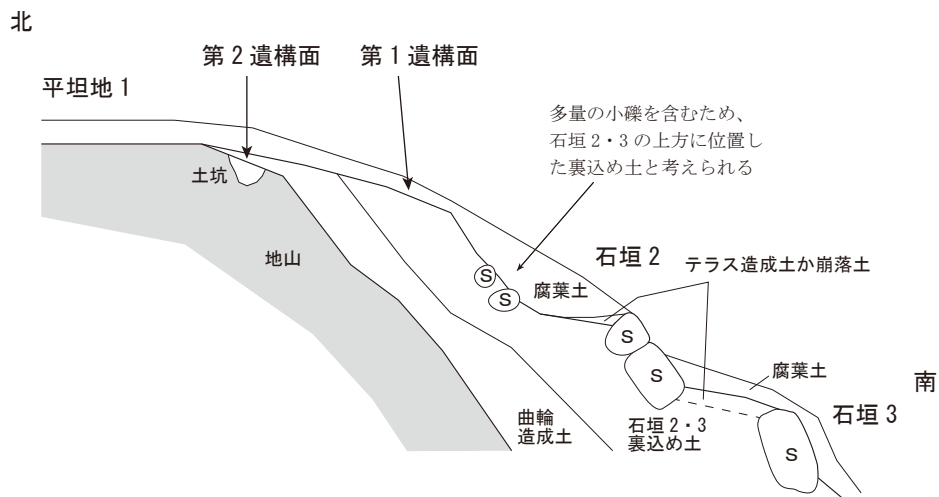 北
第2遺構面
第1遺構面
平坦地1
多量の小礫を含むため、
石垣2・3の上方に位置し
た裏込め土と考えられる
土坑
地山
石垣2
テラス造成土か崩落土
S
腐葉土
S
S
S
腐葉土
南
石垣3
曲輪
造成土
石垣2・3
裏込め土
S